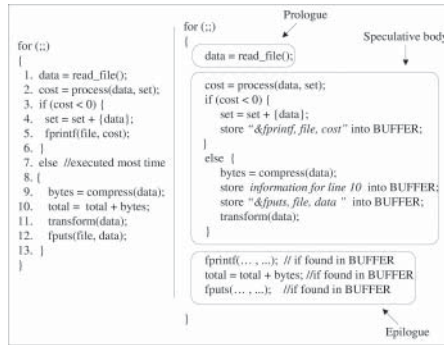 for (;;)
{
1. data = read_file();
2. cost = process(data, set);
3. if (cost < 0) {
4. set = set + {data};
5. fprintf(file, cost);
6. }
7. else //executed most time
8. {
9. bytes = compress(data);
10. total = total + bytes;
11. transform(data);
12. fputs(file, data);
13. }
}
Prologue
for (;;)
{
data = read_file();
Speculative body
cost = process(data, set);
if (cost < 0) {
set = set + {data};
store "&fprintf, file, cost" into BUFFER;
}
else {
bytes = compress(data);
store information for line 10 into BUFFER;
store "&fputs, file, data " into BUFFER;
transform(data);
}
fprintf(... , ...); // if found in BUFFER
total = total + bytes; //if found in BUFFER
fputs(... , ...); //if found in BUFFER
}
Epilogue